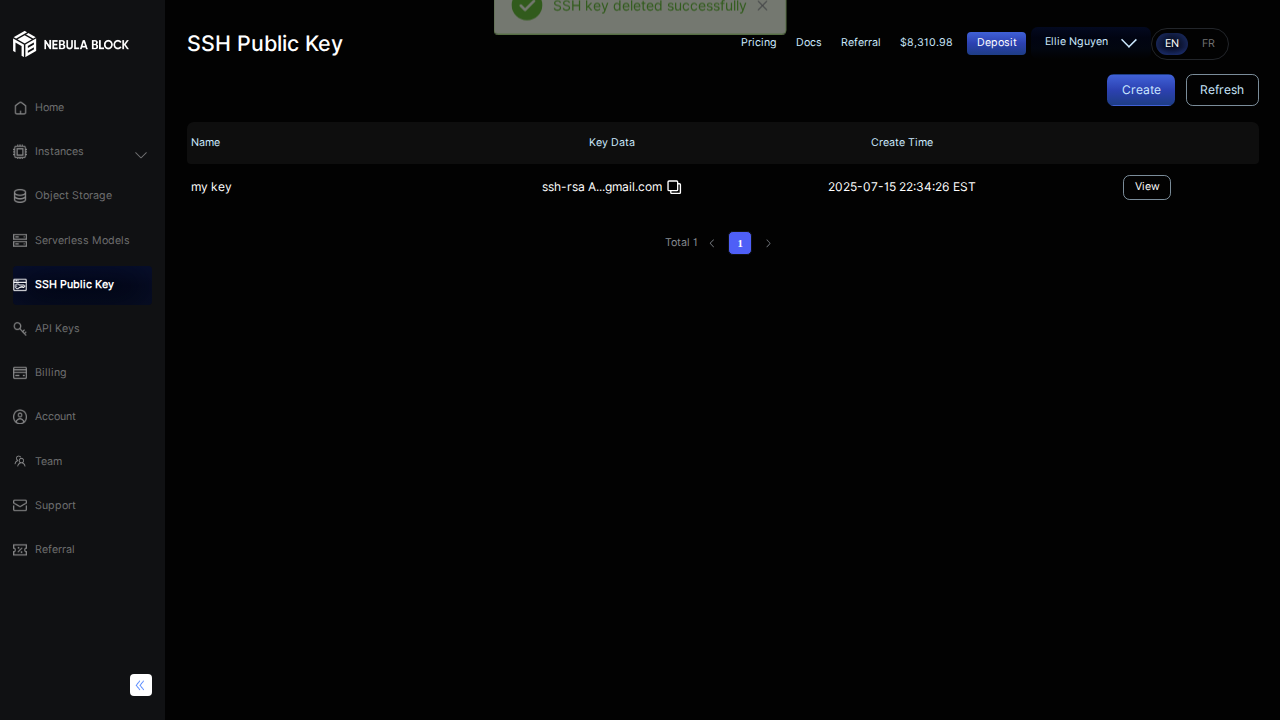 SSH key deleted successfully
NEBULA BLOCK
SSH Public Key
Pricing Docs Referral $8,310.98 Deposit Ellie Nguyen EN FR
Create Refresh
Home
Instances
Object Storage
Serverless Models
SSH Public Key
API Keys
Billing
Account
Team
Support
Referral
Name Key Data Create Time
my key ssh-rsa A...gmail.com 2025-07-15 22:34:26 EST View
Total 1 1